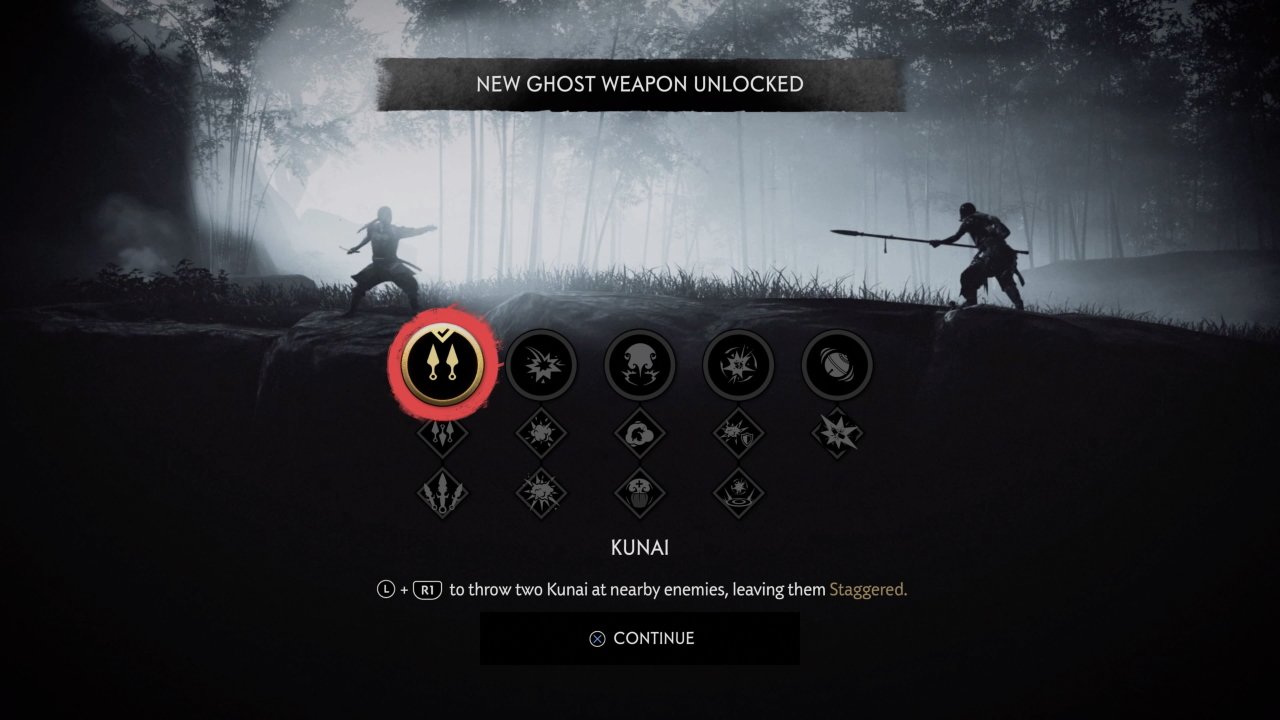 NEW GHOST WEAPON UNLOCKED
KUNAI
L + R1 to throw two Kunai at nearby enemies, leaving them Staggered.
CONTINUE